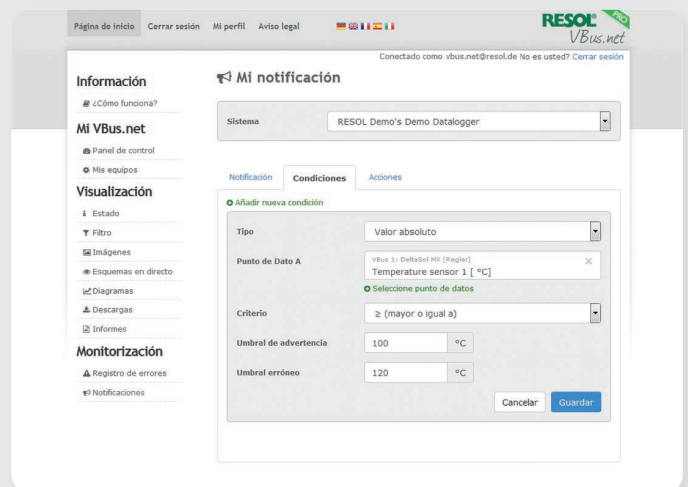 Página de inicio Cerrar sesión Mi perfil Aviso legal
RESOL® PRO
VBus.net
Conectado como vbus.net@resol.de No es usted? Cerrar sesión
Información
¿Cómo funciona?
Mi VBus.net
Panel de control
Mis equipos
Visualización
Estado
Filtro
Imágenes
Esquemas en directo
Diagramas
Descargas
Informes
Monitorización
Registro de errores
Notificaciones
Mi notificación
Sistema RESOL Demo's Demo Datalogger
Notificación Condiciones Acciones
Añadir nueva condición
Tipo Valor absoluto
Punto de Dato A VBus 1: DeltaSol MX [Regler]
Temperature sensor 1 [ °C]
Seleccione punto de datos
Criterio ≥ (mayor o igual a)
Umbral de advertencia 100 °C
Umbral erróneo 120 °C
Cancelar Guardar